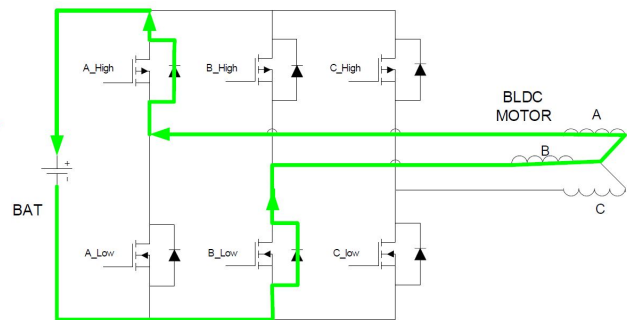 A_High
B_High
C_High
BLDC
MOTOR
A
B
+
-
BAT
C
A_Low
B_Low
C_low